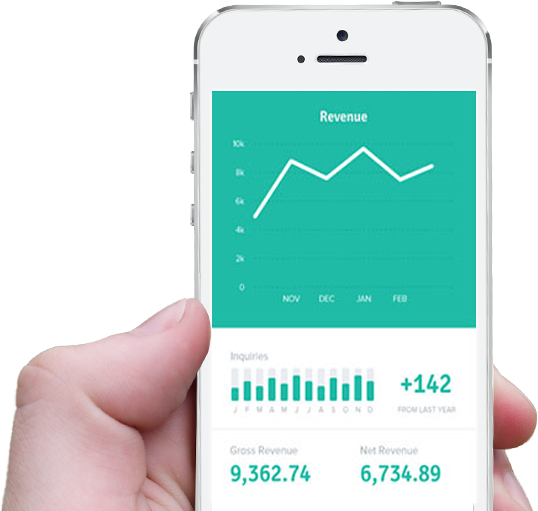 Revenue
10k
8k
6k
4k
2k
0
NOV DEC JAN FEB
Inquiries
+142
J F M A M J J A S O N D
FROM LAST YEAR
Gross Revenue Net Revenue
9,362.74 6,734.89